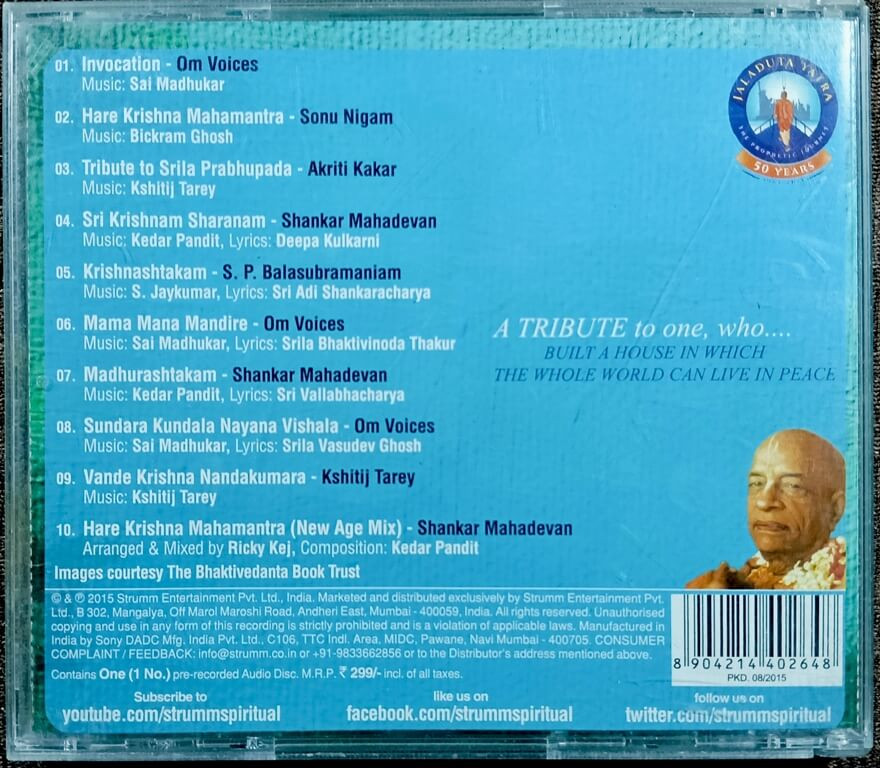 01. Invocation - Om Voices
Music: Sai Madhukar
02. Hare Krishna Mahamantra - Sonu Nigam
Music: Bickram Ghosh
03. Tribute to Srila Prabhupada - Akriti Kakar
Music: Kshitij Tarey
04. Sri Krishnam Sharanam - Shankar Mahadevan
Music: Kedar Pandit, Lyrics: Deepa Kulkarni
05. Krishnashtakam - S. P. Balasubramaniam
Music: S. Jaykumar, Lyrics: Sri Adi Shankaracharya
06. Mama Mana Mandire - Om Voices
Music: Sai Madhukar, Lyrics: Srila Bhaktivinoda Thakur
07. Madhurashtakam - Shankar Mahadevan
Music: Kedar Pandit, Lyrics: Sri Vallabhacharya
08. Sundara Kundala Nayana Vishala - Om Voices
Music: Sai Madhukar, Lyrics: Srila Vasudev Ghosh
09. Vande Krishna Nandakumara - Kshitij Tarey
Music: Kshitij Tarey
10. Hare Krishna Mahamantra (New Age Mix) - Shankar Mahadevan
Arranged & Mixed by Ricky Kej, Composition: Kedar Pandit
Images courtesy The Bhaktivedanta Book Trust
JALADUTA YATRA
THE PROPHETIC JOURNEY
50 YEARS
A TRIBUTE to one, who....
BUILT A HOUSE IN WHICH
THE WHOLE WORLD CAN LIVE IN PEACE
© & ℗ 2015 Strumm Entertainment Pvt. Ltd., India. Marketed and distributed exclusively by Strumm Entertainment Pvt.
Ltd., B 302, Mangalya, Off Marol Maroshi Road, Andheri East, Mumbai - 400059, India. All rights reserved. Unauthorised
copying and use in any form of this recording is strictly prohibited and is a violation of applicable laws. Manufactured in
India by Sony DADC Mfg. India Pvt. Ltd., C106, TTC Indl. Area, MIDC, Pawane, Navi Mumbai - 400705. CONSUMER
COMPLAINT / FEEDBACK: info@strumm.co.in or +91-9833662856 or to the Distributor's address mentioned above.
Contains One (1 No.) pre-recorded Audio Disc. M.R.P. ₹ 299/- incl. of all taxes.
8 904214 402648
PKD. 08/2015
Subscribe to
youtube.com/strummspiritual
like us on
facebook.com/strummspiritual
follow us on
twitter.com/strummspiritual